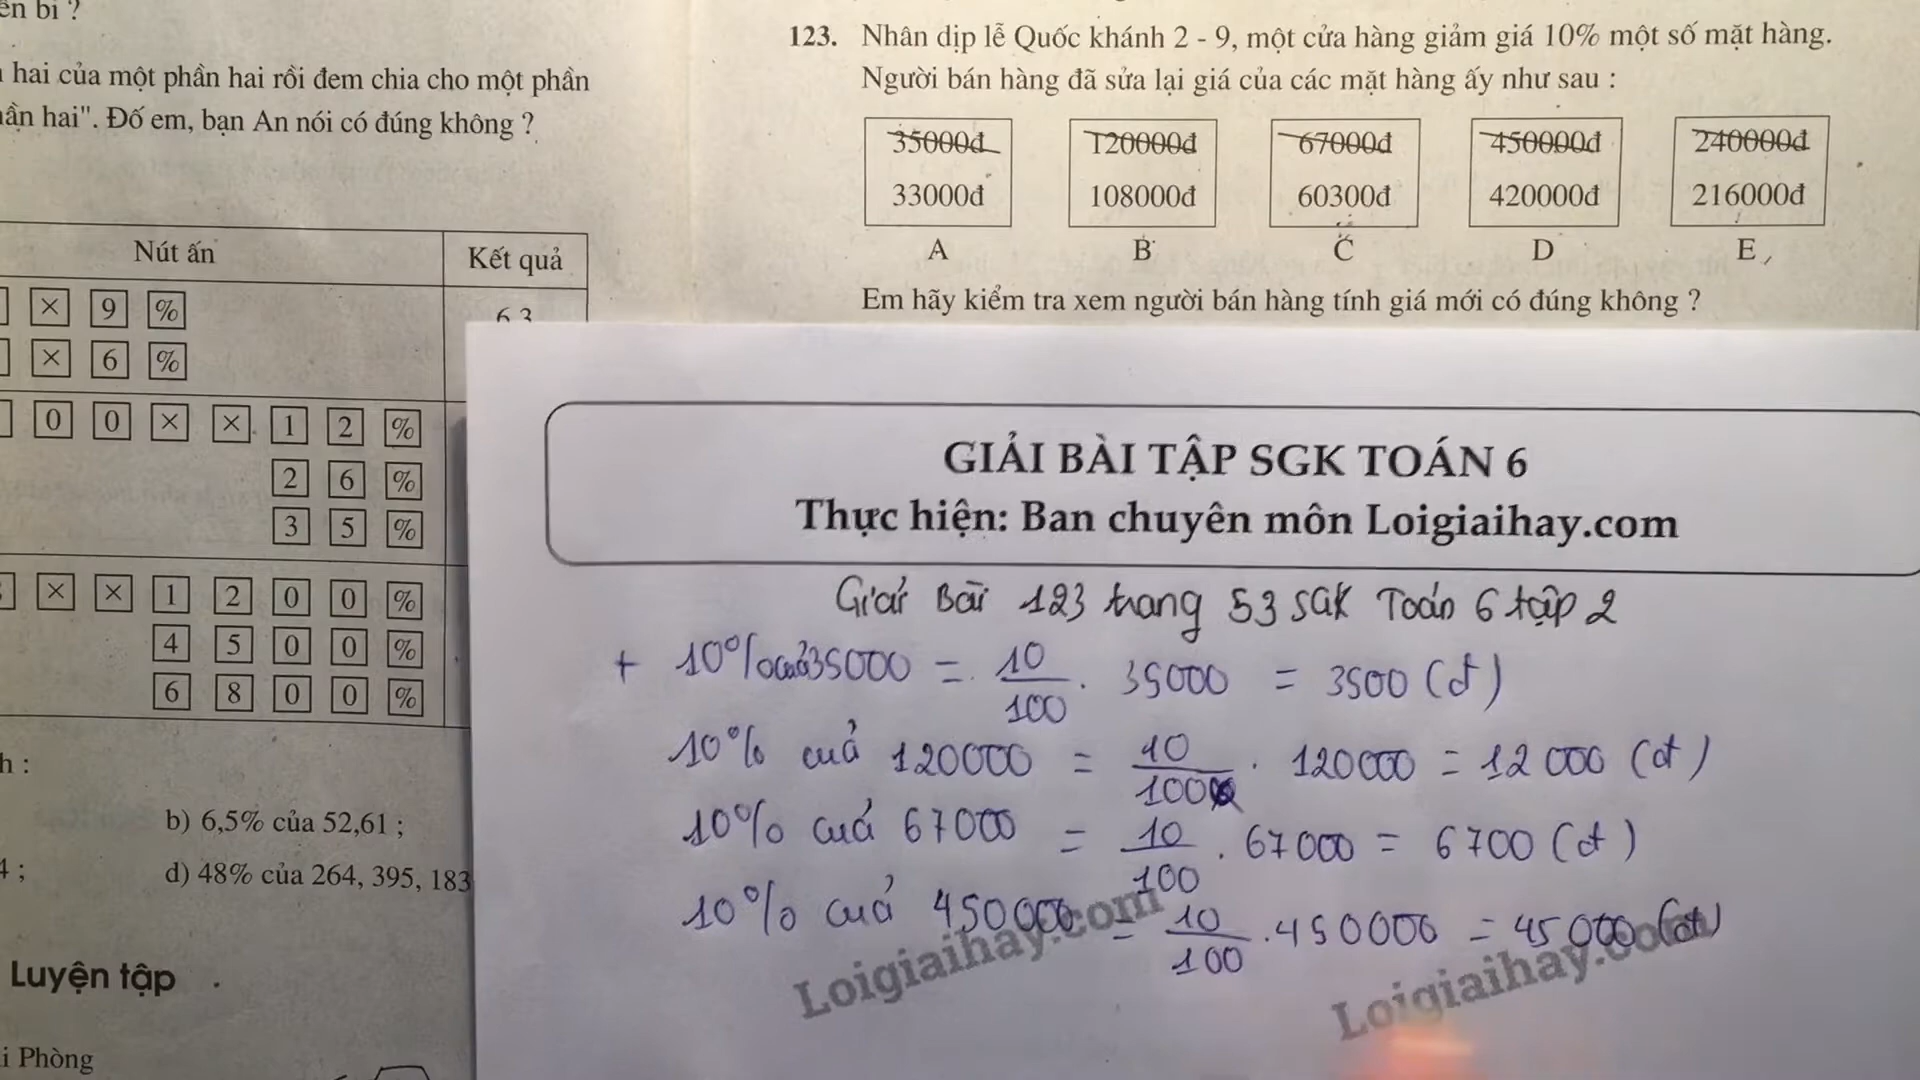 hai của một phần hai rồi đem chia cho một phần
hai". Đố em, bạn An nói có đúng không ?
Nút ấn Kết quả
× 9 %
× 6 %
0 0 × × 1 2 %
2 6 %
3 5 %
× × 1 2 0 0 %
4 5 0 0 %
6 8 0 0 %
b) 6,5% của 52,61 ;
4 ;
d) 48% của 264, 395, 183
Luyện tập
Phòng
123. Nhân dịp lễ Quốc khánh 2 - 9, một cửa hàng giảm giá 10% một số mặt hàng.
Người bán hàng đã sửa lại giá của các mặt hàng ấy như sau :
35000đ 120000đ 67000đ 450000đ 240000đ
33000đ 108000đ 60300đ 420000đ 216000đ
A B C D E
Em hãy kiểm tra xem người bán hàng tính giá mới có đúng không ?
GIẢI BÀI TẬP SGK TOÁN 6
Thực hiện: Ban chuyên môn Loigiaihay.com
Giải Bài 123 trang 53 SGK Toán 6 tập 2
+ 10% của 35000 = 10/100 . 35000 = 3500 (đ)
10% của 120000 = 10/100 . 120000 = 12000 (đ)
10% của 67000 = 10/100 . 67000 = 6700 (đ)
10% của 450000 = 10/100 . 450000 = 45000 (đ)
Loigiaihay.com
Loigiaihay.com